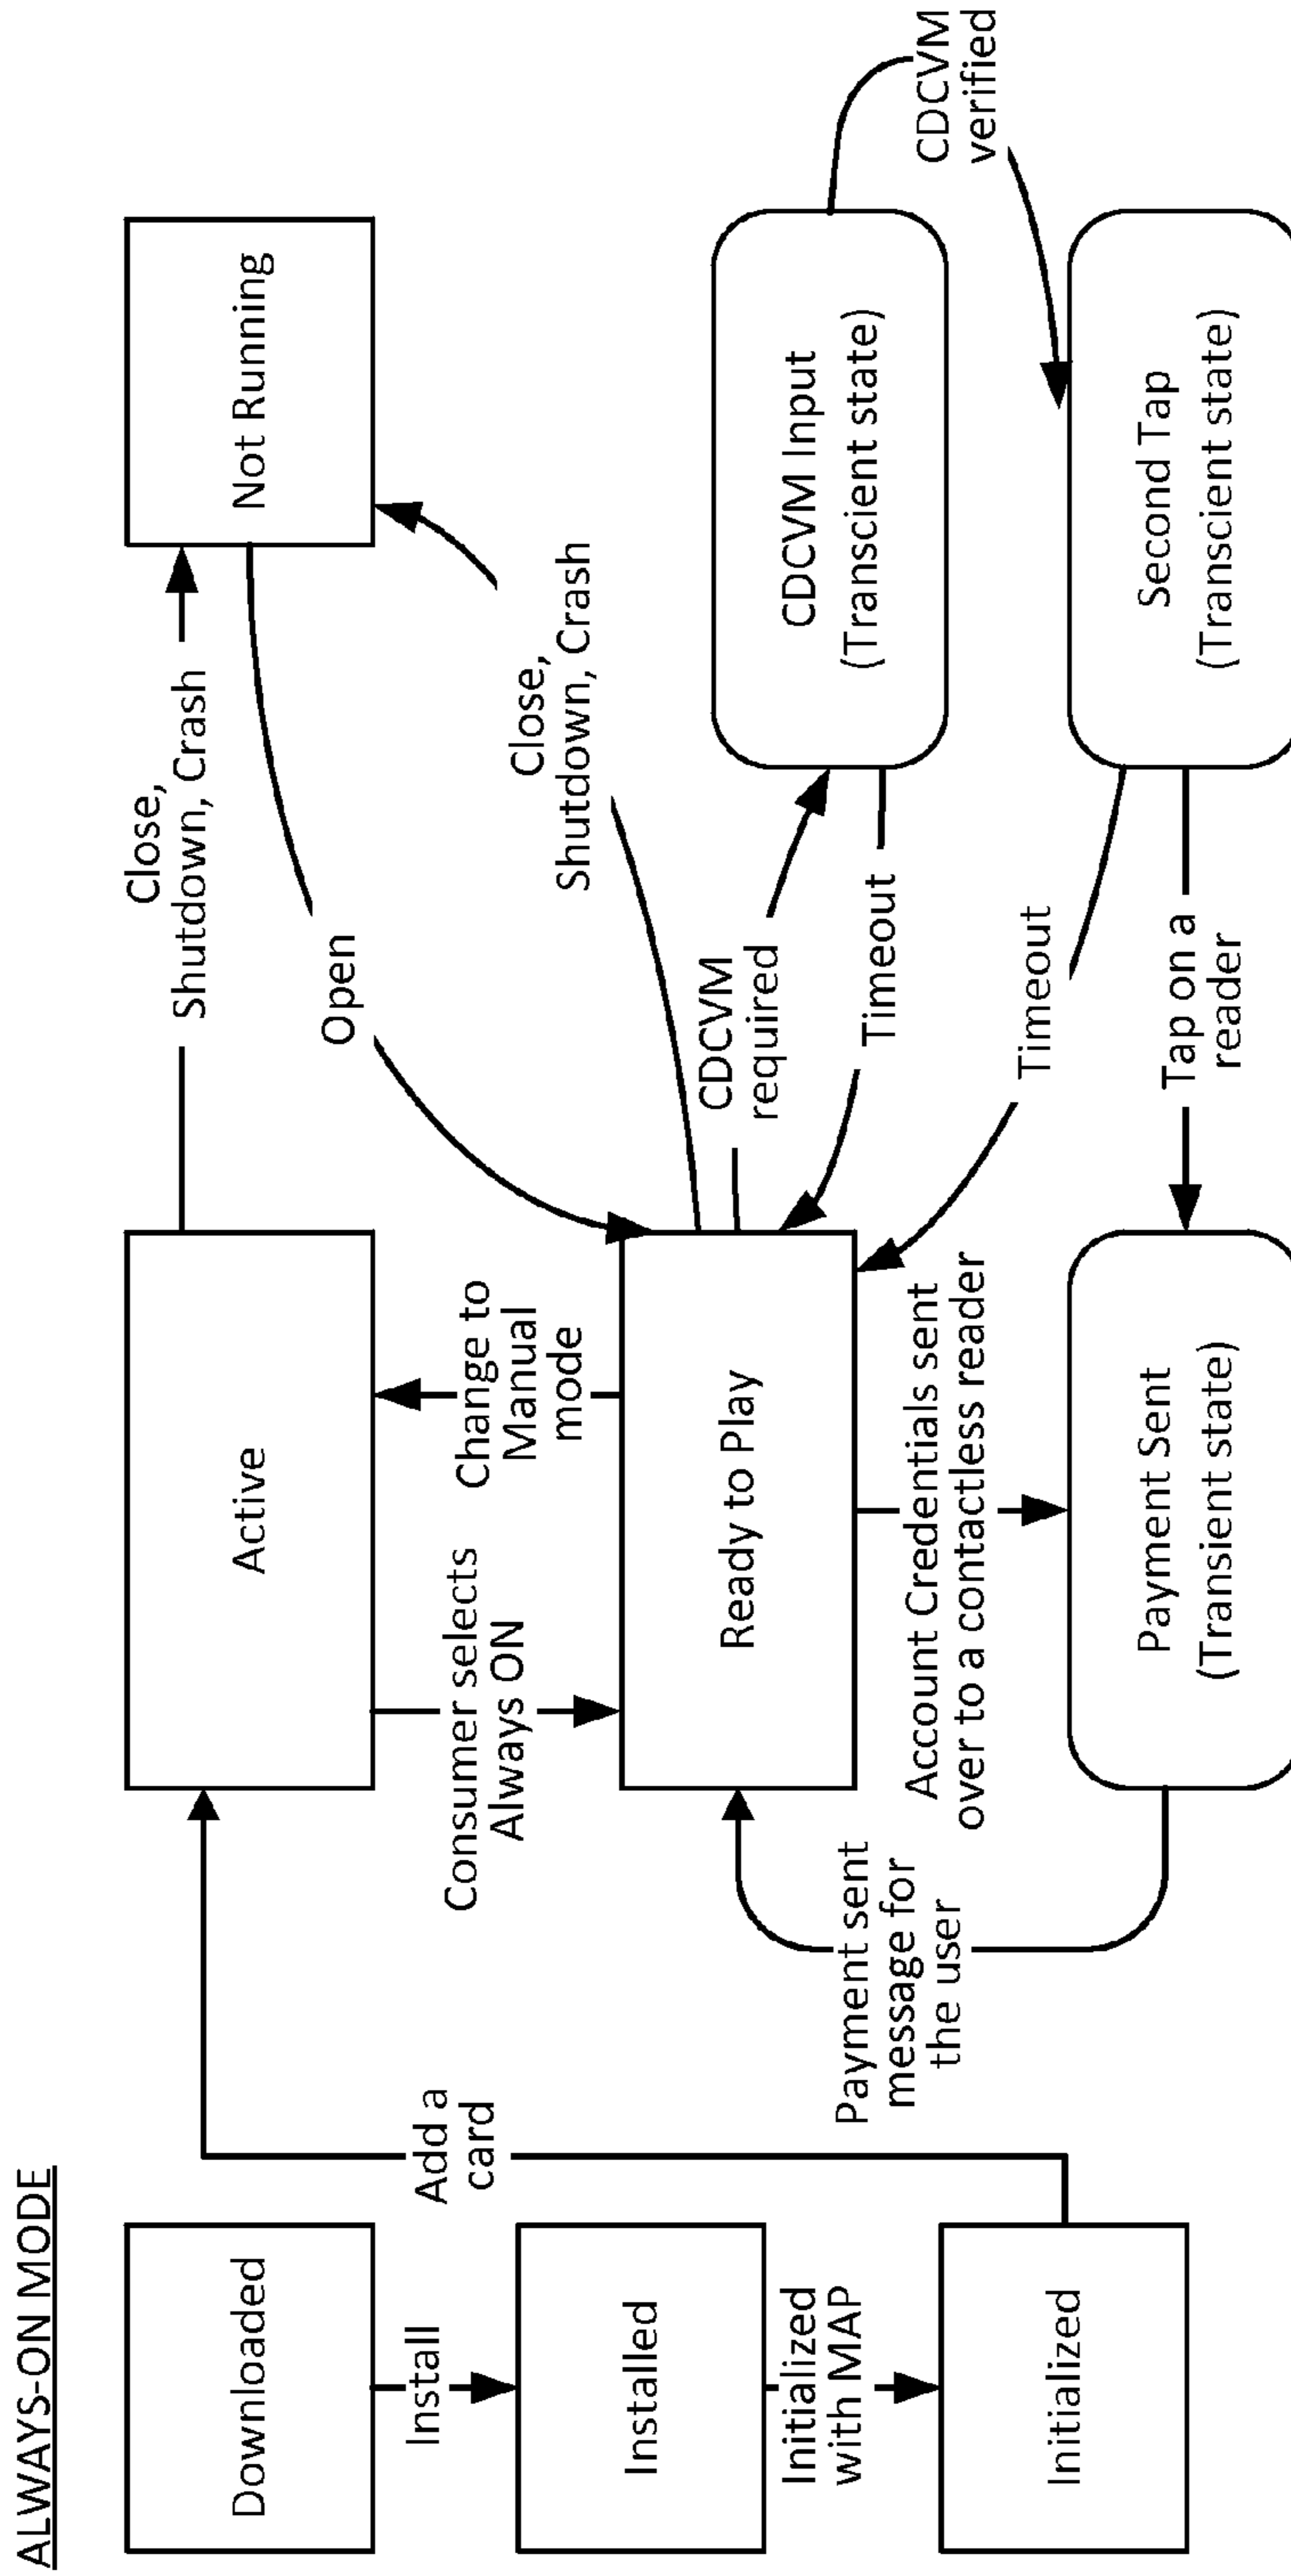 ALWAYS-ON MODE
Downloaded
Install
Installed
Initialized
with MAP
Initialized
Add a
card
Active
Close,
Shutdown, Crash
Not Running
Open
Consumer selects
Always ON
Change to
Manual
mode
Close,
Shutdown, Crash
Ready to Play
CDCVM
required
CDCVM Input
(Transcient state)
Timeout
CDCVM
verified
Payment sent
message for
the user
Account Credentials sent
over to a contactless reader
Timeout
Payment Sent
(Transient state)
Tap on a
reader
Second Tap
(Transcient state)